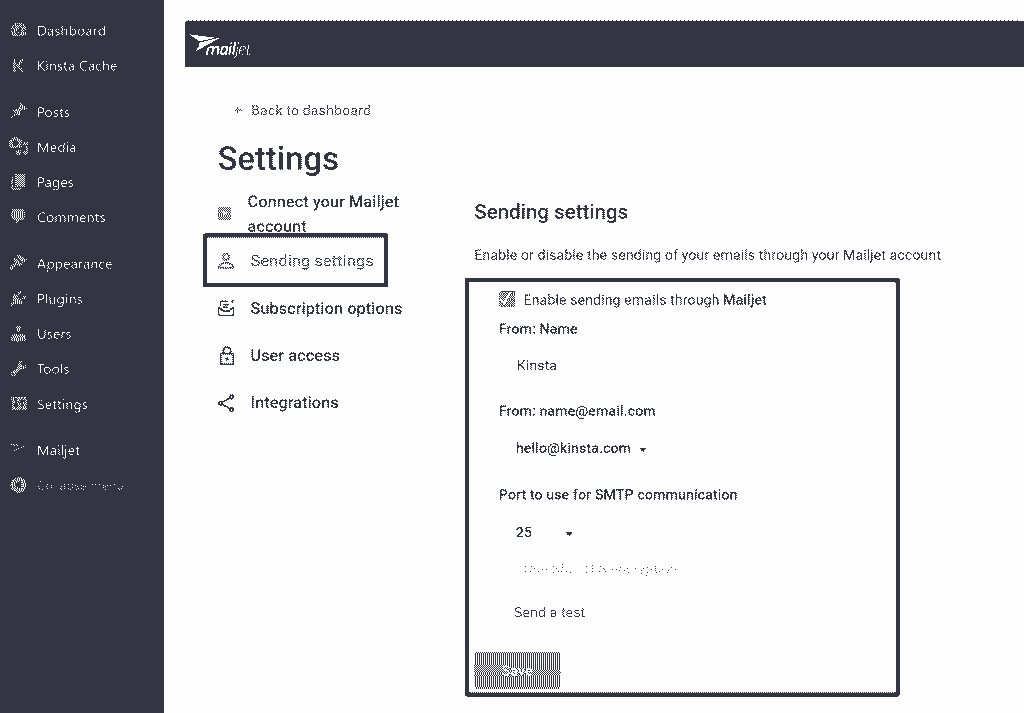 Dashboard
Kinsta Cache
Posts
Media
Pages
Comments
Appearance
Plugins
Users
Tools
Settings
Mailjet
Collapse menu
mailjet
Back to dashboard
Settings
Connect your Mailjet
account
Sending settings
Subscription options
User access
Integrations
Sending settings
Enable or disable the sending of your emails through your Mailjet account
Enable sending emails through Mailjet
From: Name
Kinsta
From: name@email.com
hello@kinsta.com
Port to use for SMTP communication
25
Send a test
Save